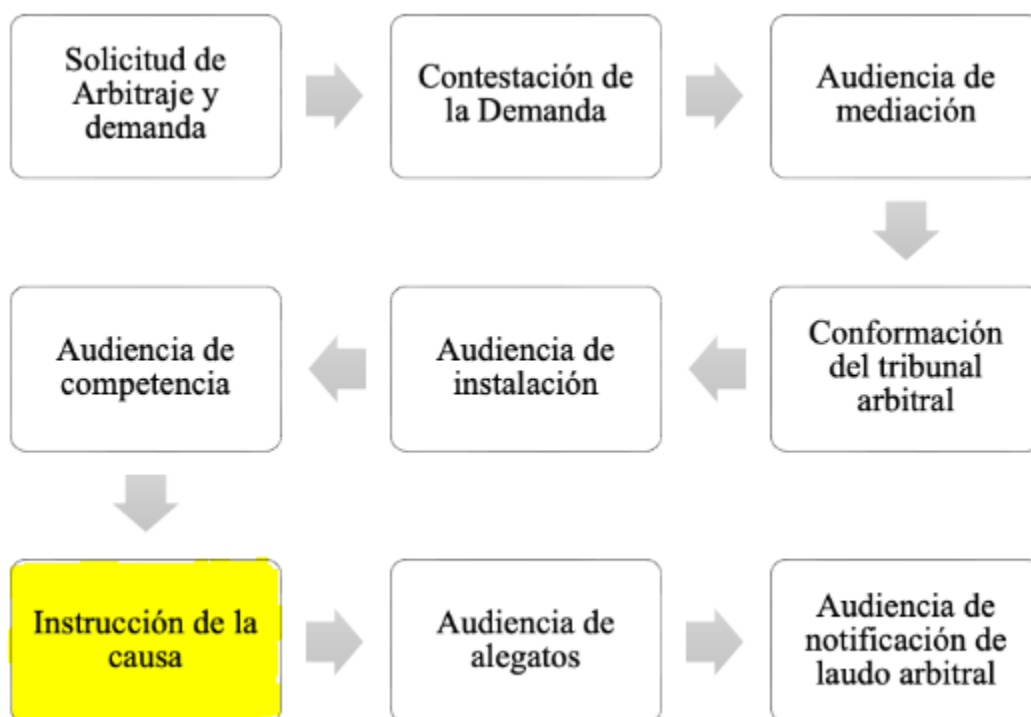 Solicitud de
Arbitraje y
demanda
Contestación de
la Demanda
Audiencia de
mediación
Conformación
del tribunal
arbitral
Audiencia de
instalación
Audiencia de
competencia
Instrucción de la
causa
Audiencia de
alegatos
Audiencia de
notificación de
laudo arbitral